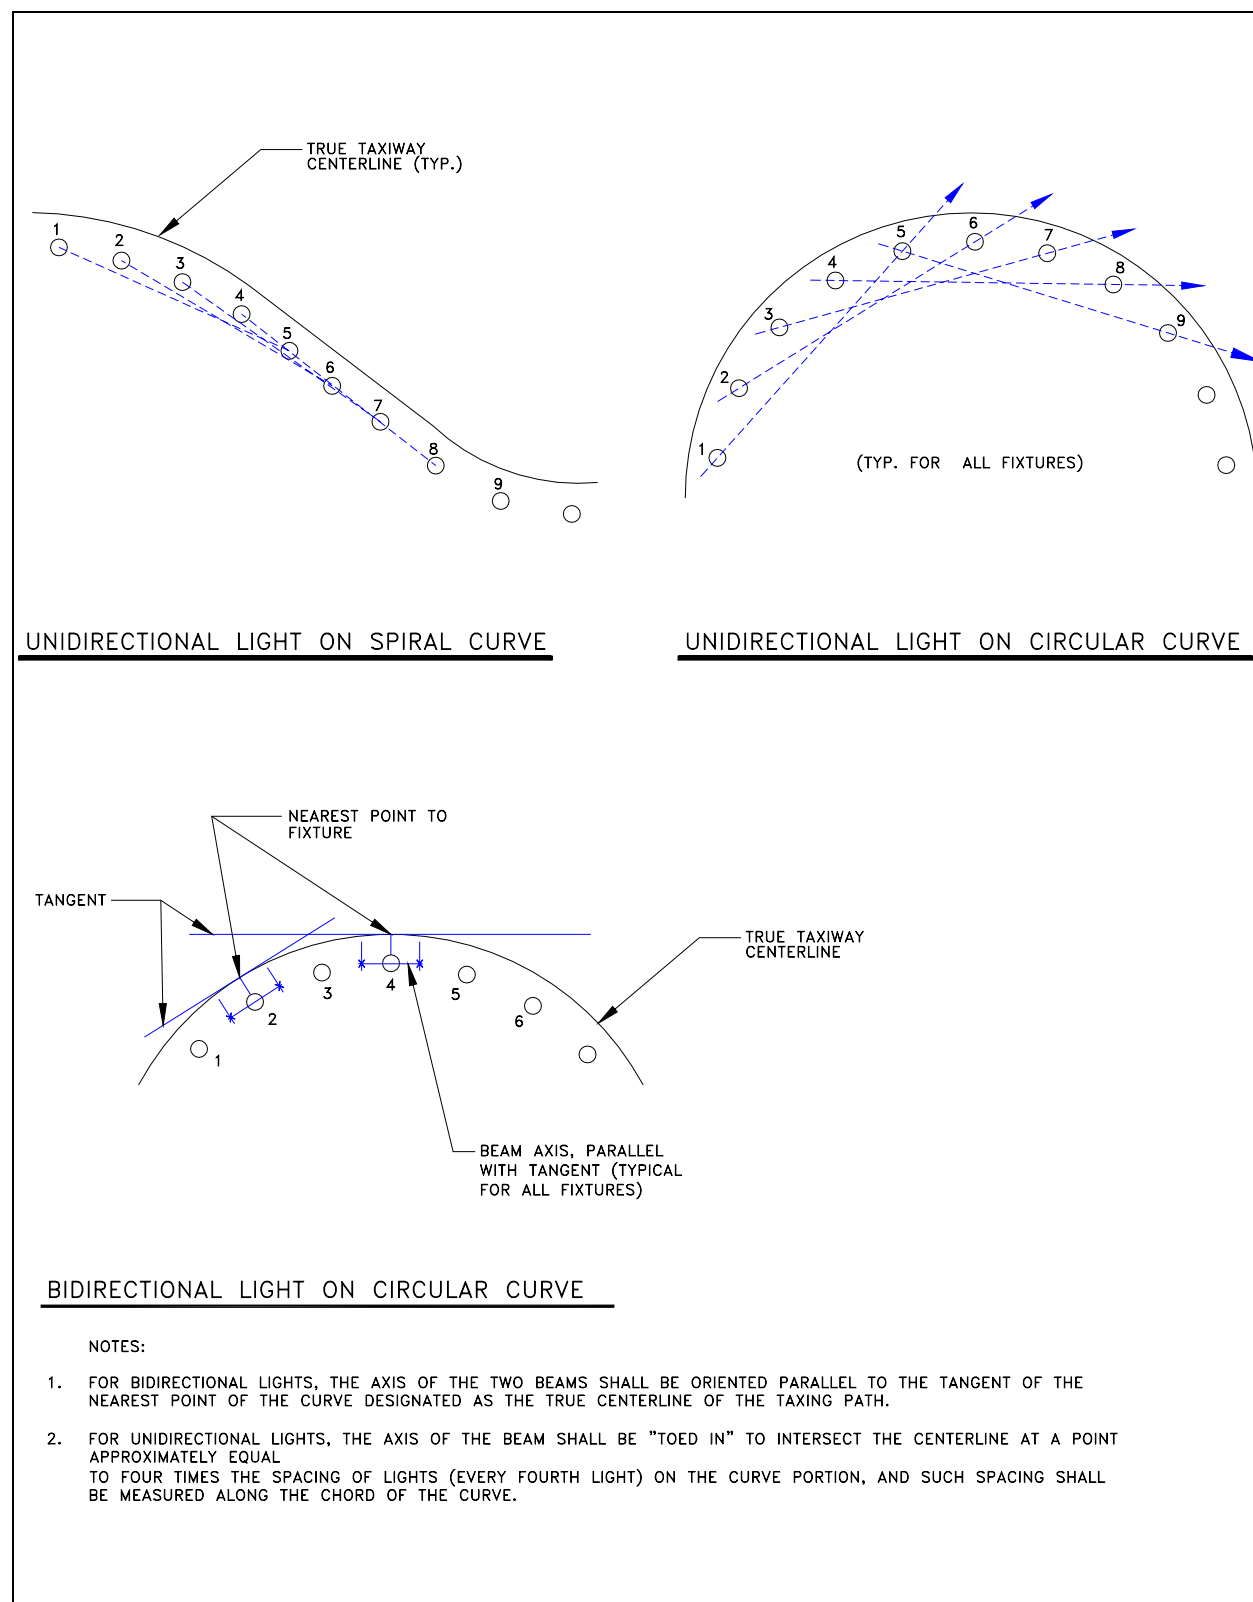 TRUE TAXIWAY
CENTERLINE (TYP.)
1
2
3
4
5
6
7
8
9
UNIDIRECTIONAL LIGHT ON SPIRAL CURVE
1
2
3
4
5
6
7
8
9
(TYP. FOR ALL FIXTURES)
UNIDIRECTIONAL LIGHT ON CIRCULAR CURVE
NEAREST POINT TO
FIXTURE
TANGENT
TRUE TAXIWAY
CENTERLINE
1
2
3
4
5
6
BEAM AXIS, PARALLEL
WITH TANGENT (TYPICAL
FOR ALL FIXTURES)
BIDIRECTIONAL LIGHT ON CIRCULAR CURVE
NOTES:
1. FOR BIDIRECTIONAL LIGHTS, THE AXIS OF THE TWO BEAMS SHALL BE ORIENTED PARALLEL TO THE TANGENT OF THE
NEAREST POINT OF THE CURVE DESIGNATED AS THE TRUE CENTERLINE OF THE TAXING PATH.
2. FOR UNIDIRECTIONAL LIGHTS, THE AXIS OF THE BEAM SHALL BE "TOED IN" TO INTERSECT THE CENTERLINE AT A POINT
APPROXIMATELY EQUAL
TO FOUR TIMES THE SPACING OF LIGHTS (EVERY FOURTH LIGHT) ON THE CURVE PORTION, AND SUCH SPACING SHALL
BE MEASURED ALONG THE CHORD OF THE CURVE.